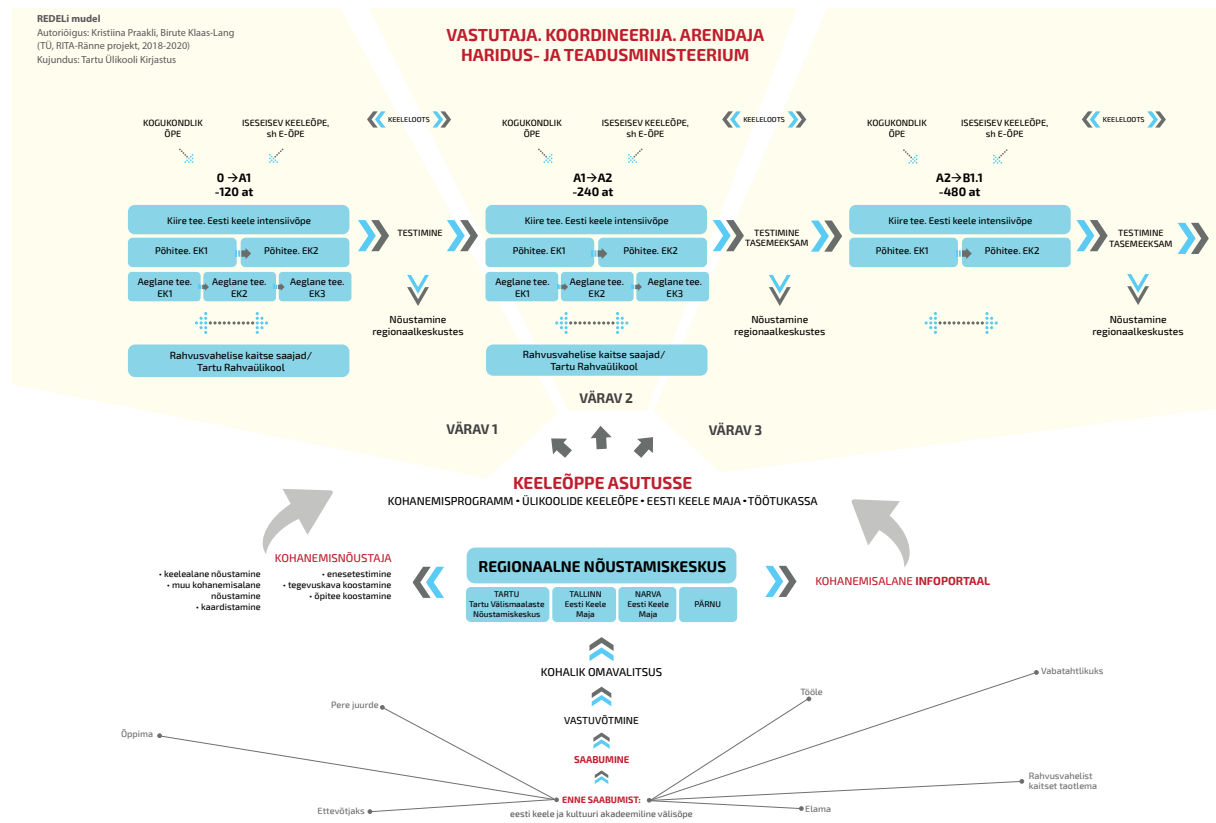 REDELi mudel
Autoriõigus: Kristiina Praakli, Birute Klaas-Lang
(TÜ, RITA-Ränne projekt, 2018-2020)
Kujundus: Tartu Ülikooli Kirjastus
VASTUTAJA. KOORDINEERIJA. ARENDAJA
HARIDUS- JA TEADUSMINISTEERIUM
KOGUKONDLIK
ÕPE
ISESEISEV KEELEÕPE,
sh E-ÕPE
KEELELOOTS
0 →A1
-120 at
Kiire tee. Eesti keele intensiivõpe
Põhitee. EK1
Põhitee. EK2
Aeglane tee.
EK1
Aeglane tee.
EK2
Aeglane tee.
EK3
Rahvusvahelise kaitse saajad/
Tartu Rahvaülikool
TESTIMINE
Nõustamine
regionaalkeskustes
KOGUKONDLIK
ÕPE
ISESEISEV KEELEÕPE,
sh E-ÕPE
KEELELOOTS
A1→A2
-240 at
Kiire tee. Eesti keele intensiivõpe
Põhitee. EK1
Põhitee. EK2
Aeglane tee.
EK1
Aeglane tee.
EK2
Aeglane tee.
EK3
Rahvusvahelise kaitse saajad/
Tartu Rahvaülikool
TESTIMINE
TASEMEEKSAM
Nõustamine
regionaalkeskustes
KOGUKONDLIK
ÕPE
ISESEISEV KEELEÕPE,
sh E-ÕPE
KEELELOOTS
A2→B1.1
-480 at
Kiire tee. Eesti keele intensiivõpe
Põhitee. EK1
Põhitee. EK2
TESTIMINE
TASEMEEKSAM
Nõustamine
regionaalkeskustes
VÄRAV 1
VÄRAV 2
VÄRAV 3
KEELEÕPPE ASUTUSSE
KOHANEMISPROGRAMM • ÜLIKOOLIDE KEELEÕPE • EESTI KEELE MAJA • TÖÖTUKASSA
KOHANEMISNÕUSTAJA
• keelealane nõustamine
• muu kohanemisalane
nõustamine
• kaardistamine
• enesetestimine
• tegevuskava koostamine
• õpitee koostamine
REGIONAALNE NÕUSTAMISKESKUS
TARTU
Tartu Välismaalaste
Nõustamiskeskus
TALLINN
Eesti Keele
Maja
NARVA
Eesti Keele
Maja
PÄRNU
KOHANEMISALANE INFOPORTAAL
KOHALIK OMAVALITSUS
VASTUVÕTMINE
SAABUMINE
ENNE SAABUMIST:
eesti keele ja kultuuri akadeemiline välisõpe
Õppima
Pere juurde
Ettevõtjaks
Tööle
Vabatahtlikuks
Rahvusvahelist
kaitset taotlema
Elama